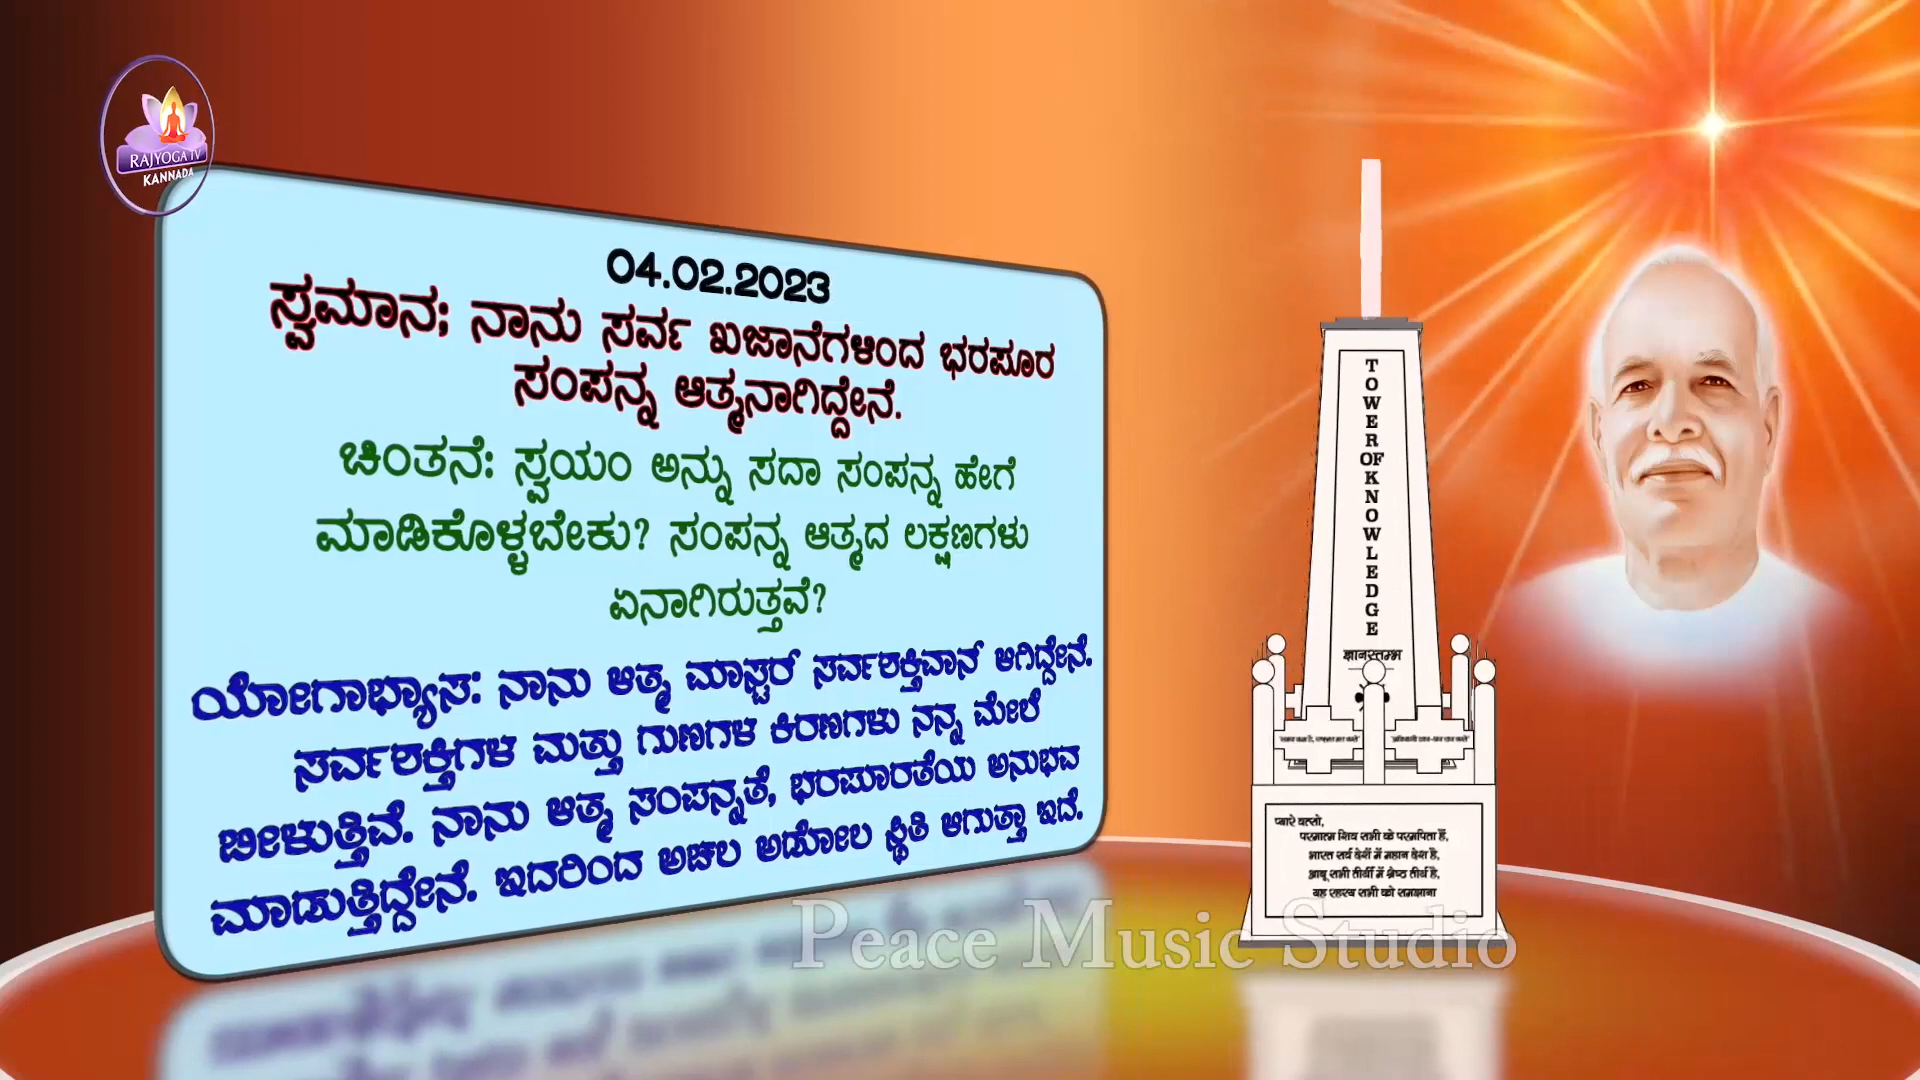 RAJYOGA TV
KANNADA
04.02.2023
ಸ್ವಮಾನ; ನಾನು ಸರ್ವ ಖಜಾನೆಗಳಿಂದ ಭರಪೂರ
ಸಂಪನ್ನ ಆತ್ಮನಾಗಿದ್ದೇನೆ.
ಚಿಂತನೆ: ಸ್ವಯಂ ಅನ್ನು ಸದಾ ಸಂಪನ್ನ ಹೇಗೆ
ಮಾಡಿಕೊಳ್ಳಬೇಕು? ಸಂಪನ್ನ ಆತ್ಮದ ಲಕ್ಷಣಗಳು
ಏನಾಗಿರುತ್ತವೆ?
ಯೋಗಾಭ್ಯಾಸ: ನಾನು ಆತ್ಮ ಮಾಸ್ಟರ್ ಸರ್ವಶಕ್ತಿವಾನ್ ಆಗಿದ್ದೇನೆ.
ಸರ್ವಶಕ್ತಿಗಳ ಮತ್ತು ಗುಣಗಳ ಕಿರಣಗಳು ನನ್ನ ಮೇಲೆ
ಬೀಳುತ್ತಿವೆ. ನಾನು ಆತ್ಮ ಸಂಪನ್ನತೆ, ಭರಪೂರತೆಯ ಅನುಭವ
ಮಾಡುತ್ತಿದ್ದೇನೆ. ಇದರಿಂದ ಅಚಲ ಅಡೋಲ ಸ್ಥಿತಿ ಆಗುತ್ತಾ ಇದೆ.
TOWER OF KNOWLEDGE
ज्ञानस्तम्भ
प्यारे वत्सो,
परमात्म शिव सभी के परमपिता हैं,
भारत सर्व देशों में महान देश है,
आबू सभी तीर्थों में श्रेष्ठ तीर्थ है,
यह रहस्य सभी को समझाना
Peace Music Studio